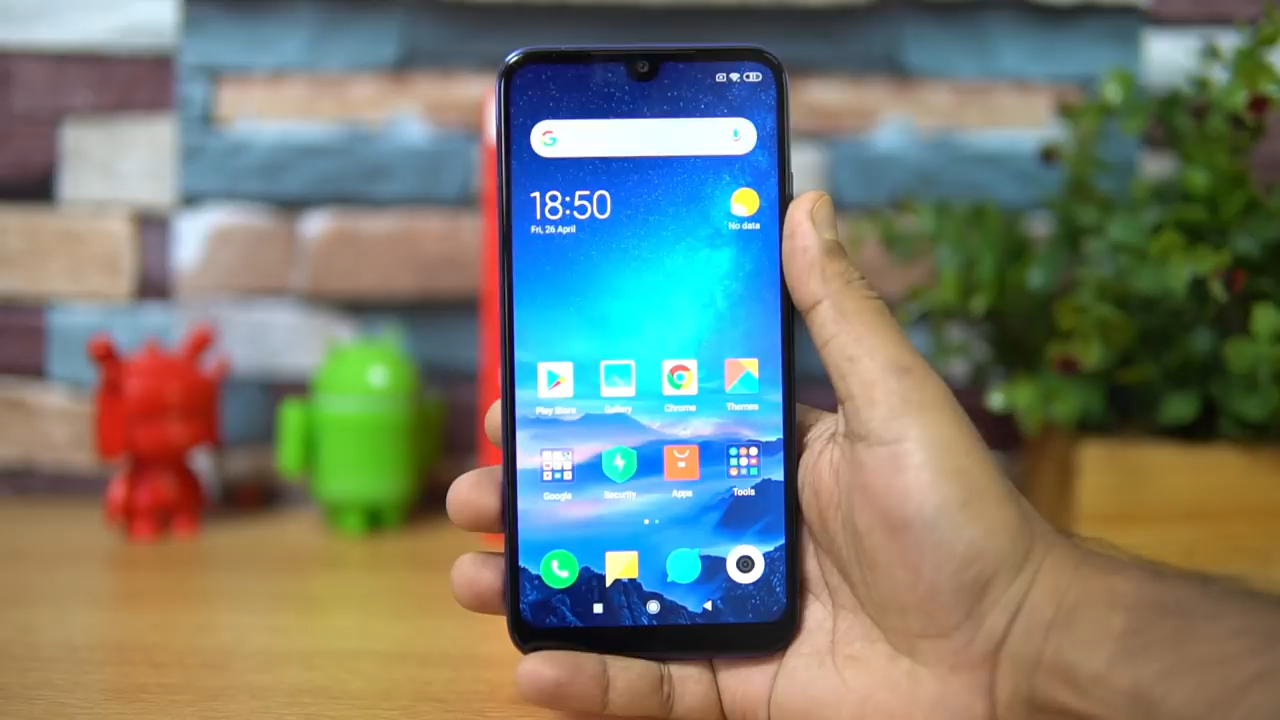 18:50
Fri, 26 April
No data
Play Store
Gallery
Chrome
Themes
Google
Security
Apps
Tools